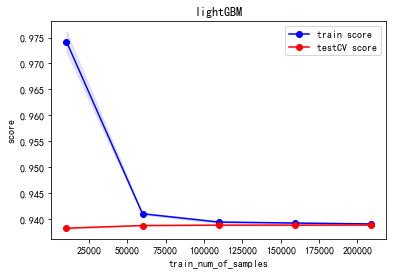 lightGBM
train score
testCV score
score
0.975
0.970
0.965
0.960
0.955
0.950
0.945
0.940
25000 50000 75000 100000 125000 150000 175000 200000
train_num_of_samples